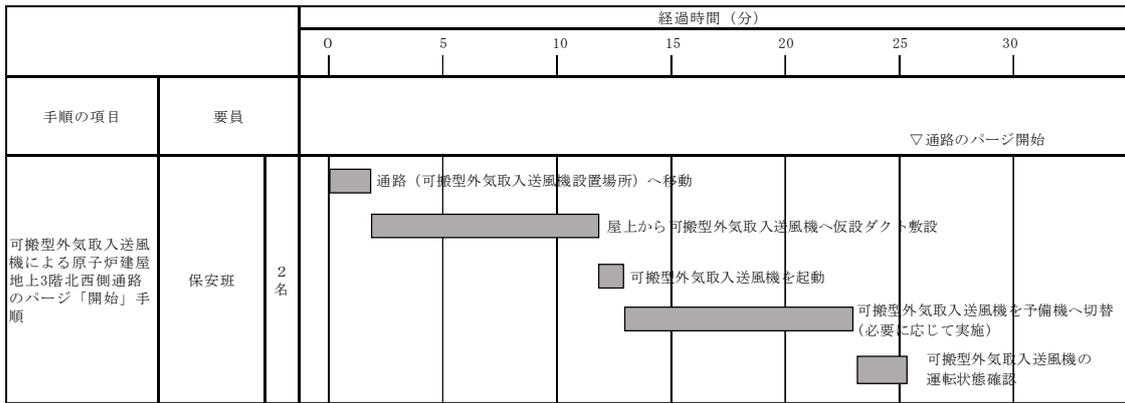 経過時間（分）
0 5 10 15 20 25 30
手順の項目 要員
▽通路のパージ開始
可搬型外気取入送風
機による原子炉建屋
地上3階北西側通路
のパージ「開始」手
順
保安班
2
名
通路（可搬型外気取入送風機設置場所）へ移動
屋上から可搬型外気取入送風機へ仮設ダクト敷設
可搬型外気取入送風機を起動
可搬型外気取入送風機を予備機へ切替
(必要に応じて実施)
可搬型外気取入送風機の
運転状態確認